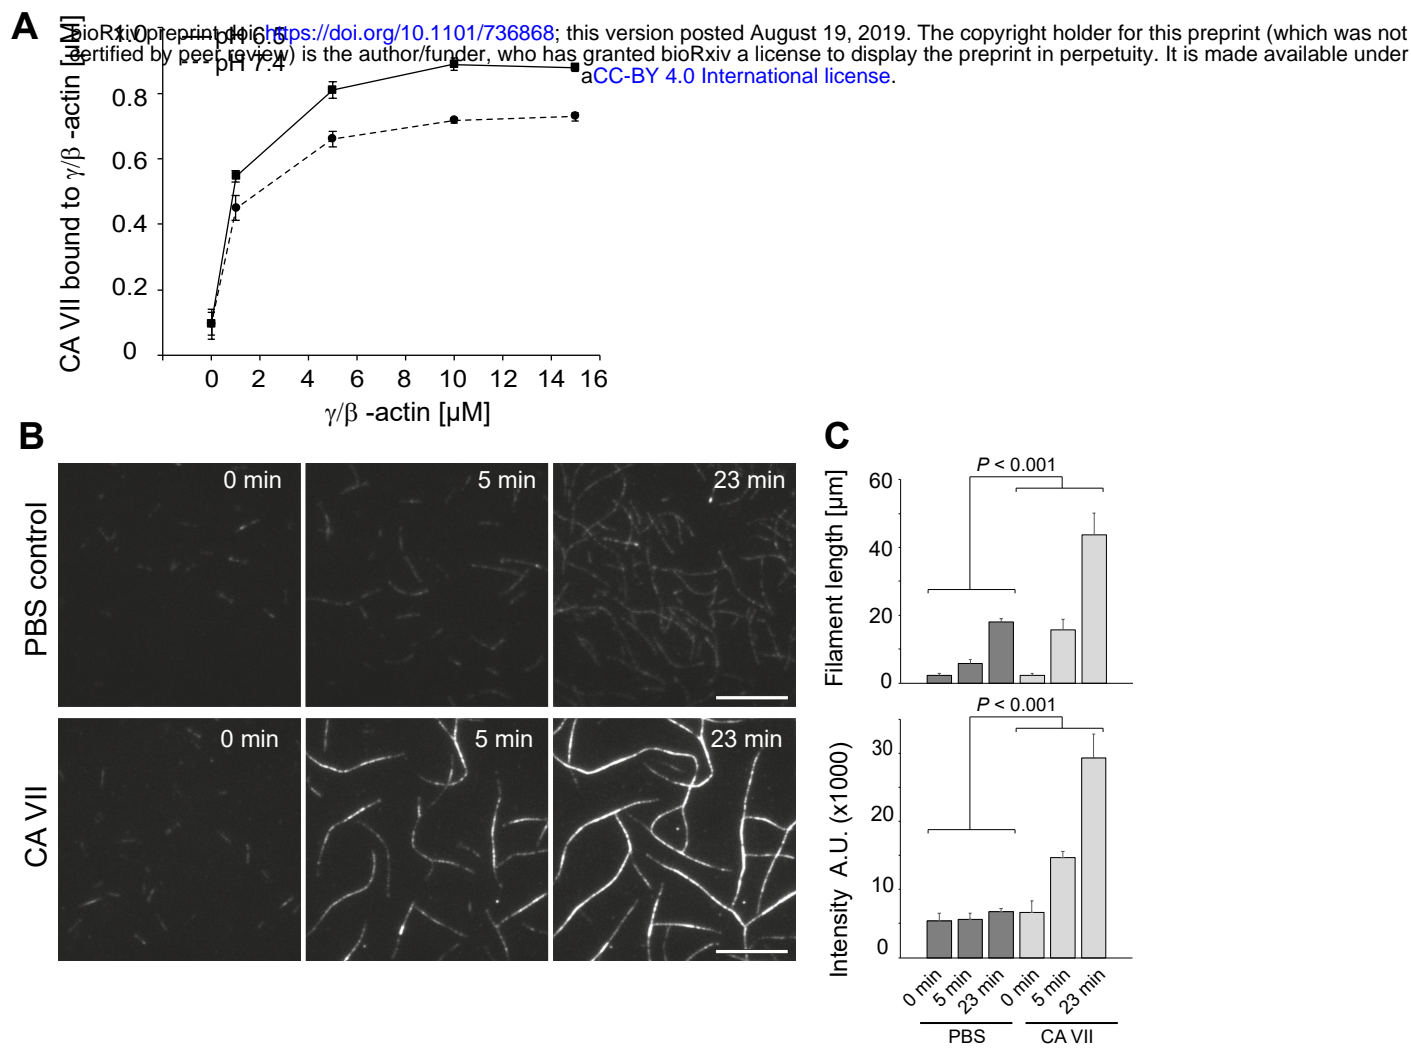 A
bioRxiv preprint doi: https://doi.org/10.1101/736868; this version posted August 19, 2019. The copyright holder for this preprint (which was not
certified by peer review) is the author/funder, who has granted bioRxiv a license to display the preprint in perpetuity. It is made available under
aCC-BY 4.0 International license.
pH 6.5
pH 7.4
CA VII bound to γ/β -actin [µM]
1.0
0.8
0.6
0.4
0.2
0
0 2 4 6 8 10 12 14 16
γ/β -actin [µM]
B
PBS control
0 min 5 min 23 min
CA VII
0 min 5 min 23 min
C
P < 0.001
Filament length [µm]
60
40
20
0
P < 0.001
Intensity A.U. (x1000)
30
20
10
0
0 min 5 min 23 min 0 min 5 min 23 min
PBS CA VII